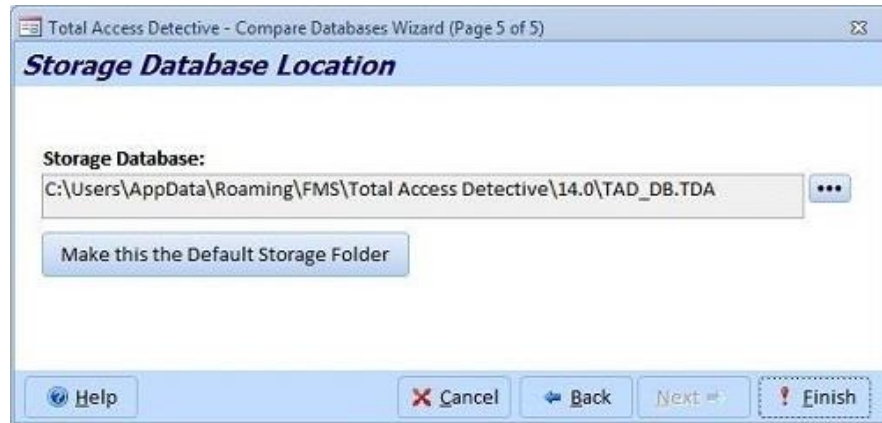 Total Access Detective - Compare Databases Wizard (Page 5 of 5)
Storage Database Location
Storage Database:
C:\Users\AppData\Roaming\FMS\Total Access Detective\14.0\TAD_DB.TDA
Make this the Default Storage Folder
Help Cancel Back Next Finish